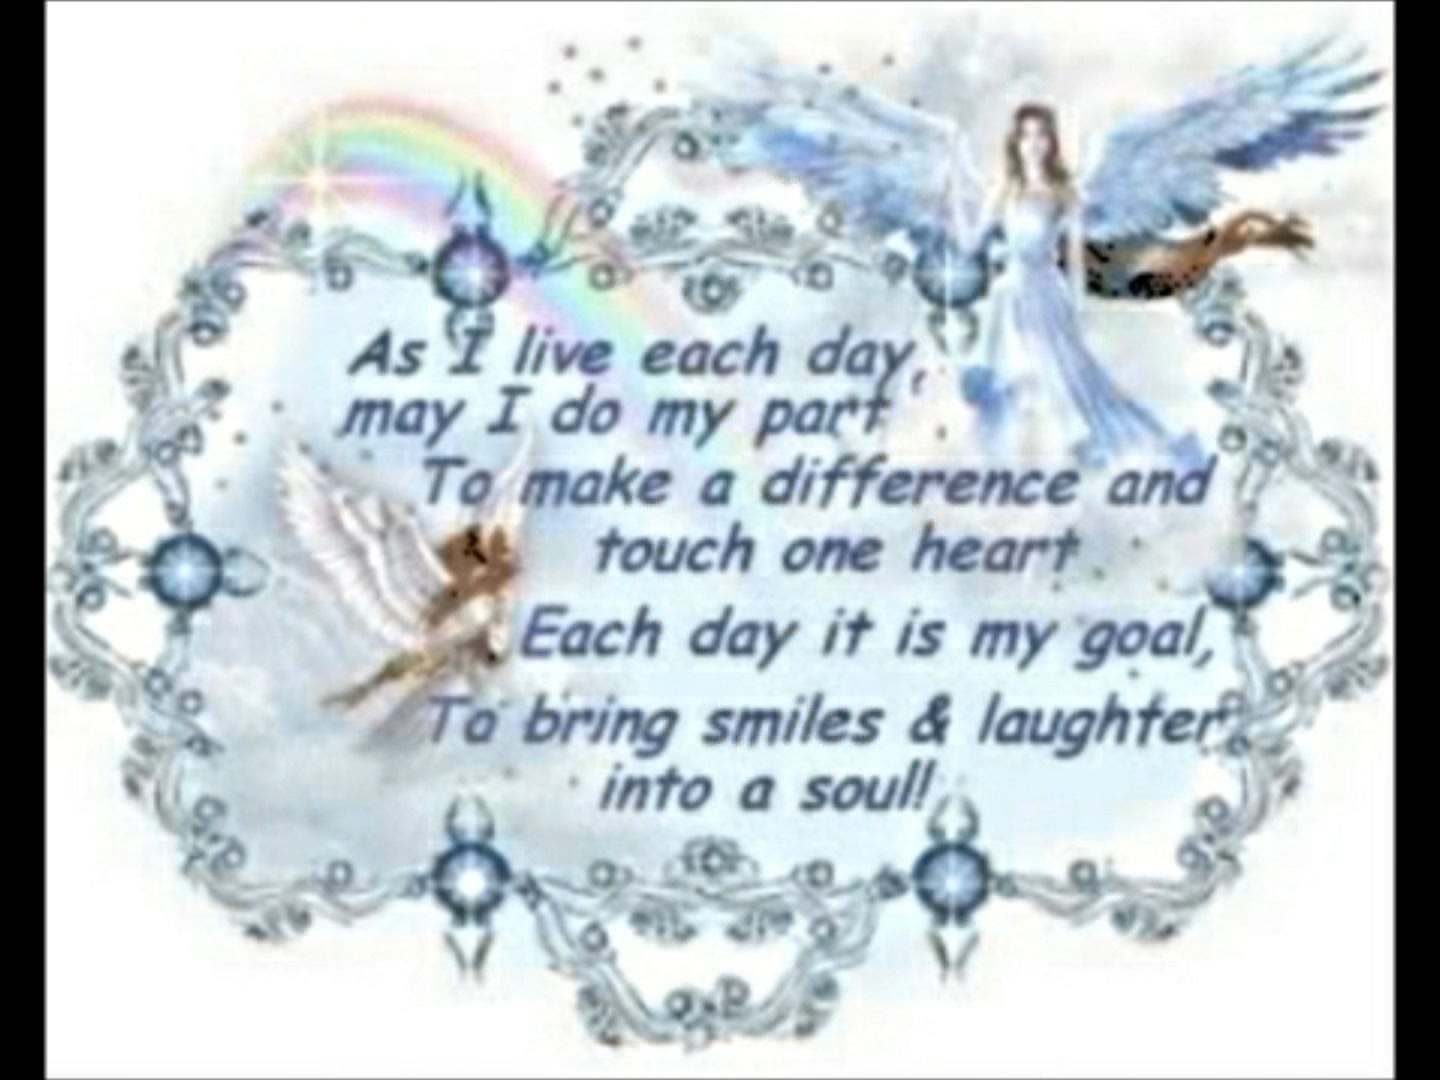 As I live each day,
may I do my part
To make a difference and
touch one heart
Each day it is my goal,
To bring smiles & laughter
into a soul!